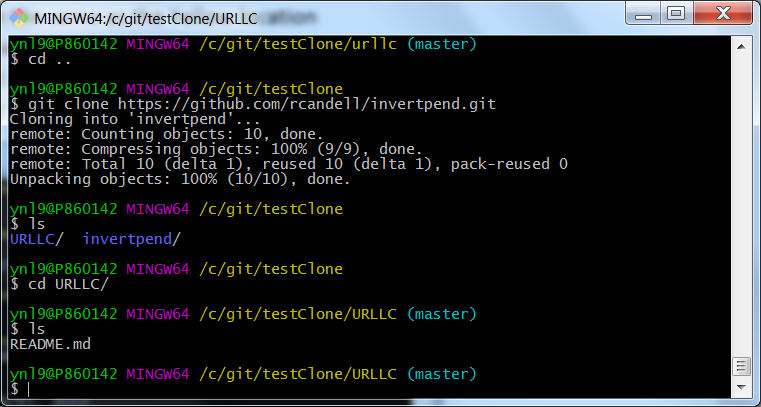 MINGW64:/c/git/testClone/URLLC
ynl9@P860142 MINGW64 /c/git/testClone/urllc (master)
$ cd ..
ynl9@P860142 MINGW64 /c/git/testClone
$ git clone https://github.com/rcandell/invertpend.git
Cloning into 'invertpend'...
remote: Counting objects: 10, done.
remote: Compressing objects: 100% (9/9), done.
remote: Total 10 (delta 1), reused 10 (delta 1), pack-reused 0
Unpacking objects: 100% (10/10), done.
ynl9@P860142 MINGW64 /c/git/testClone
$ ls
URLLC/  invertpend/
ynl9@P860142 MINGW64 /c/git/testClone
$ cd URLLC/
ynl9@P860142 MINGW64 /c/git/testClone/URLLC (master)
$ ls
README.md
ynl9@P860142 MINGW64 /c/git/testClone/URLLC (master)
$